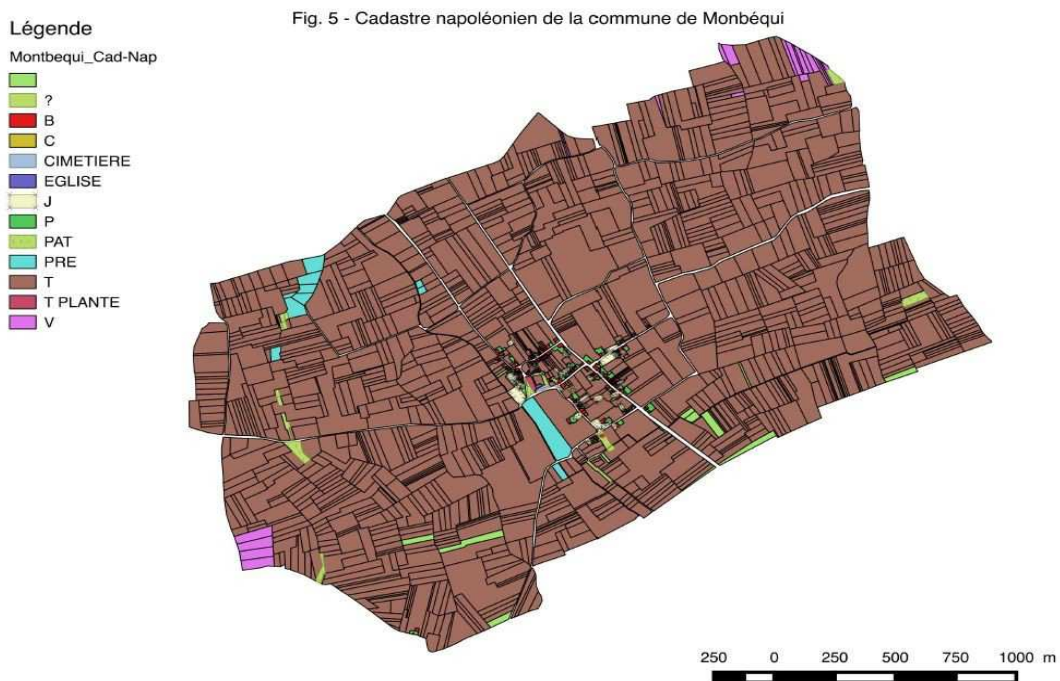 Fig. 5 - Cadastre napoléonien de la commune de Monbéqui
Légende
Montbequi_Cad-Nap
?
B
C
CIMETIERE
EGLISE
J
P
PAT
PRE
T
T PLANTE
V
250 0 250 500 750 1000 m